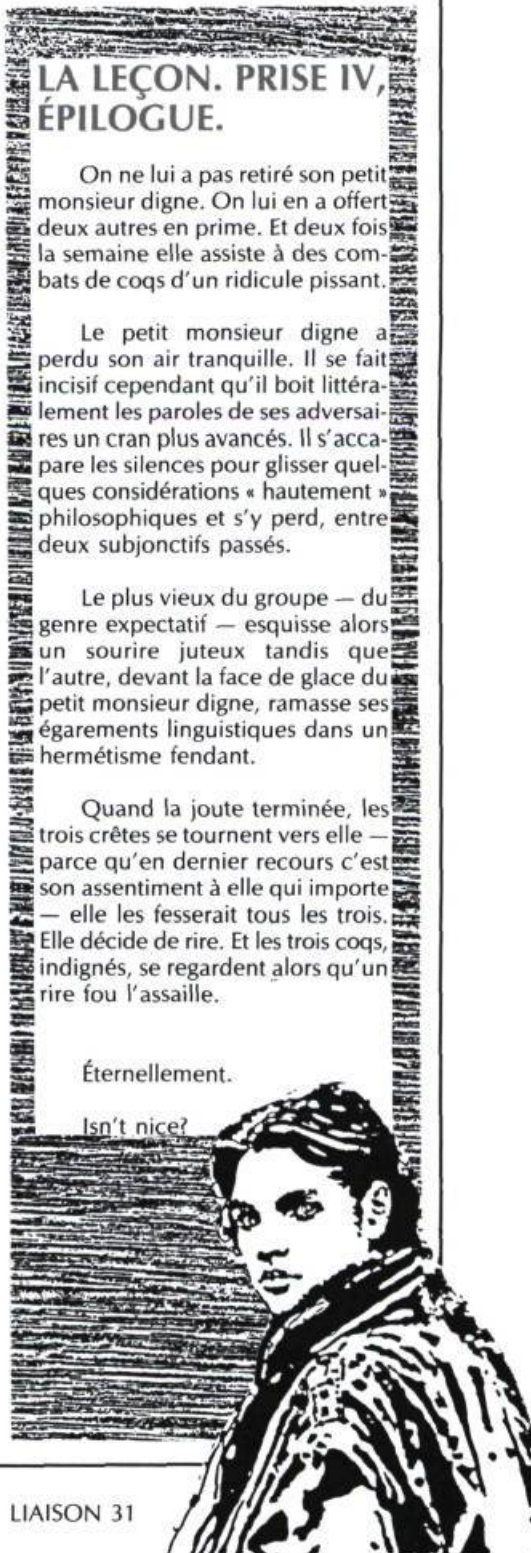 LA LEÇON. PRISE IV,
ÉPILOGUE.
On ne lui a pas retiré son petit
monsieur digne. On lui en a offert
deux autres en prime. Et deux fois
la semaine elle assiste à des com-
bats de coqs d'un ridicule pissant.
Le petit monsieur digne a
perdu son air tranquille. Il se fait
incisif cependant qu'il boit littéra-
lement les paroles de ses adversai-
res un cran plus avancés. Il s'acca-
pare les silences pour glisser quel-
ques considérations « hautement »
philosophiques et s'y perd, entre
deux subjonctifs passés.
Le plus vieux du groupe — du
genre expectatif — esquisse alors
un sourire juteux tandis que
l'autre, devant la face de glace du
petit monsieur digne, ramasse ses
égarements linguistiques dans un
hermétisme fendant.
Quand la joute terminée, les
trois crêtes se tournent vers elle —
parce qu'en dernier recours c'est
son assentiment à elle qui importe
— elle les fesserait tous les trois.
Elle décide de rire. Et les trois coqs,
indignés, se regardent alors qu'un
rire fou l'assaille.
Éternellement.
Isn't nice?
LIAISON 31